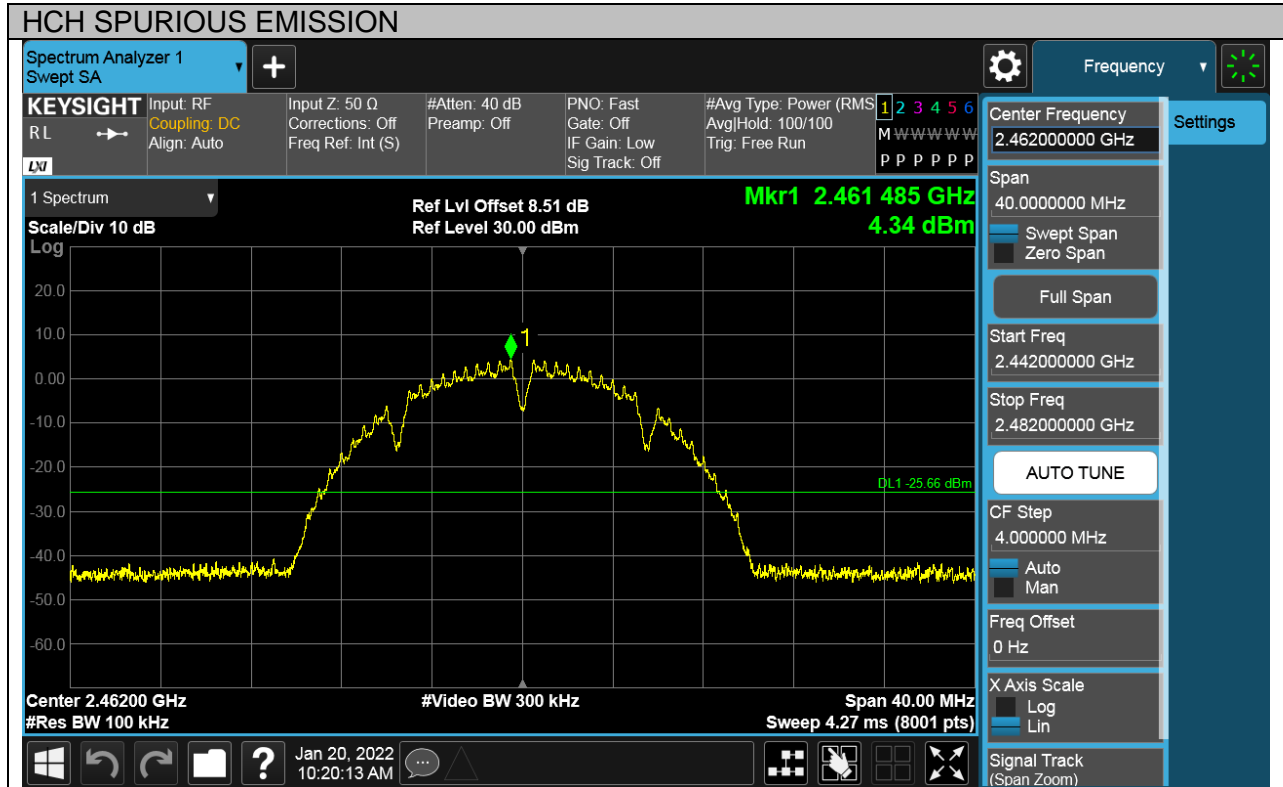 HCH SPURIOUS EMISSION
Spectrum Analyzer 1
Swept SA
Frequency
KEYSIGHT
R L
LXI
Input: RF
Coupling: DC
Align: Auto
Input Z: 50 Ω
Corrections: Off
Freq Ref: Int (S)
#Atten: 40 dB
Preamp: Off
PNO: Fast
Gate: Off
IF Gain: Low
Sig Track: Off
#Avg Type: Power (RMS
Avg|Hold: 100/100
Trig: Free Run
1 2 3 4 5 6
M W W W W W
P P P P P P
1 Spectrum
Scale/Div 10 dB
Ref Lvl Offset 8.51 dB
Ref Level 30.00 dBm
Mkr1 2.461 485 GHz
4.34 dBm
Log
20.0
10.0
0.00
-10.0
-20.0
-30.0
-40.0
-50.0
-60.0
1
DL1 -25.66 dBm
Center 2.46200 GHz
#Res BW 100 kHz
#Video BW 300 kHz
Span 40.00 MHz
Sweep 4.27 ms (8001 pts)
Jan 20, 2022
10:20:13 AM
Center Frequency
2.462000000 GHz
Settings
Span
40.0000000 MHz
Swept Span
Zero Span
Full Span
Start Freq
2.442000000 GHz
Stop Freq
2.482000000 GHz
AUTO TUNE
CF Step
4.000000 MHz
Auto
Man
Freq Offset
0 Hz
X Axis Scale
Log
Lin
Signal Track
(Span Zoom)